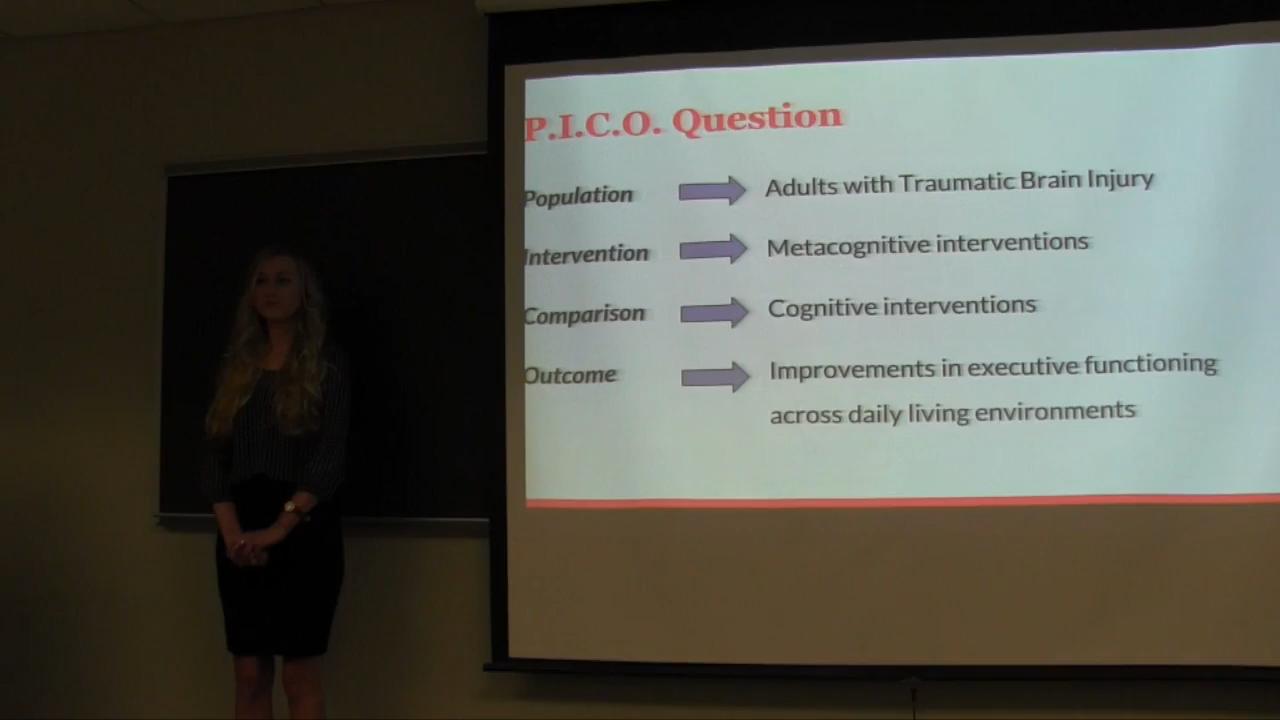 P.I.C.O. Question
Population Adults with Traumatic Brain Injury
Intervention Metacognitive interventions
Comparison Cognitive interventions
Outcome Improvements in executive functioning
across daily living environments